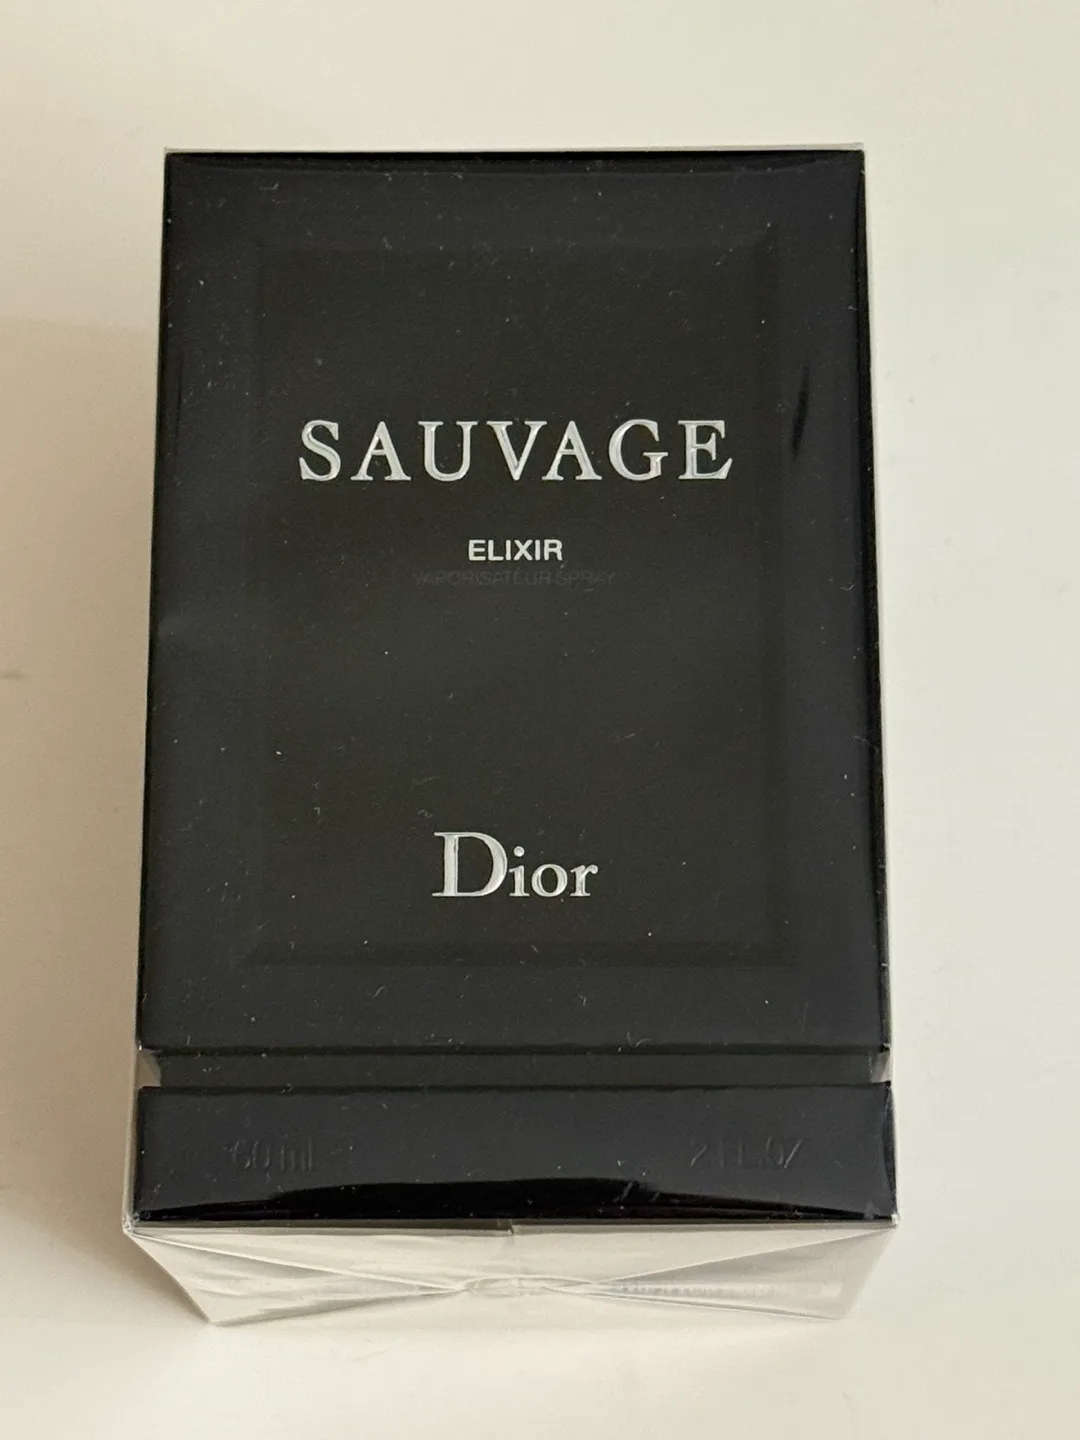 SAUVAGE
ELIXIR
VAPORISATEUR SPRAY
Dior
60 ml 2 FL.OZ